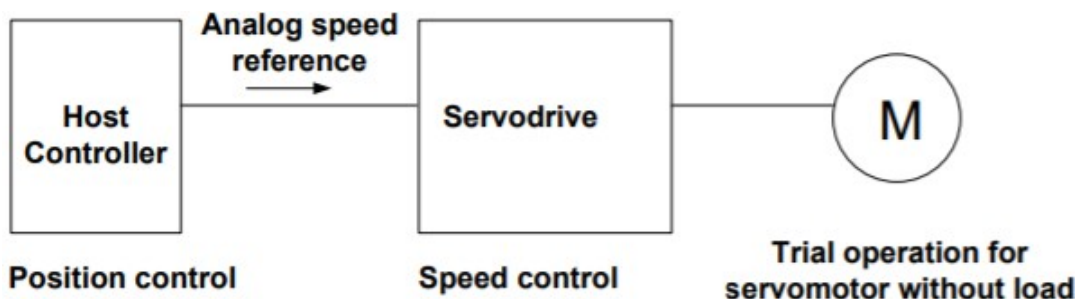 Analog speed
reference
Host
Controller
Servodrive
M
Position control
Speed control
Trial operation for
servomotor without load